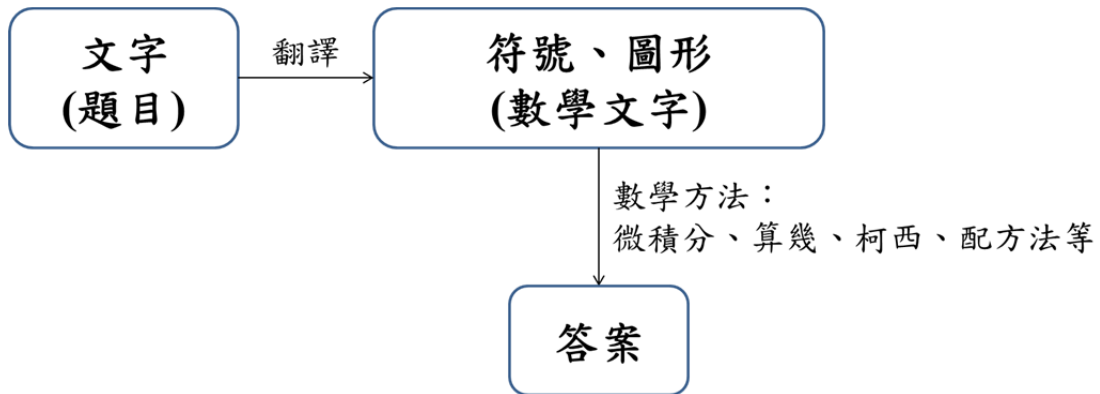 文字
(題目)
翻譯
符號、圖形
(數學文字)
數學方法：
微積分、算幾、柯西、配方法等
答案